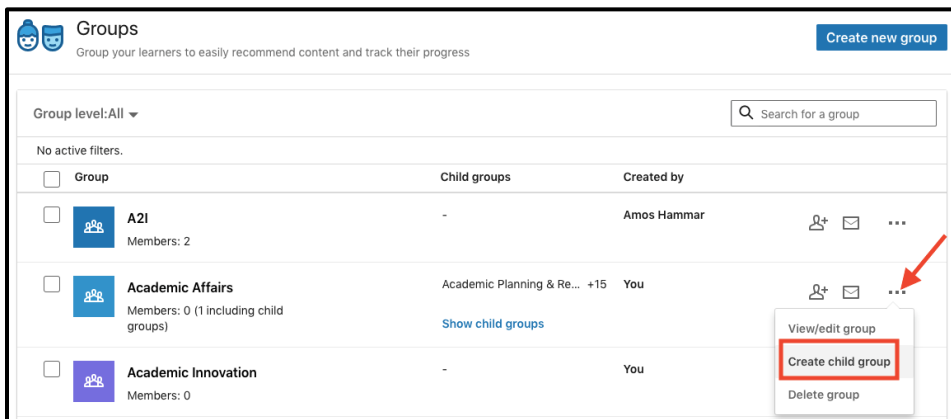 Groups
Group your learners to easily recommend content and track their progress
Create new group
Group level:All
Search for a group
No active filters.
Group Child groups Created by
A2I - Amos Hammar
Members: 2
Academic Affairs Academic Planning & Re... +15 You
Members: 0 (1 including child
groups)
Show child groups
View/edit group
Create child group
Delete group
Academic Innovation - You
Members: 0